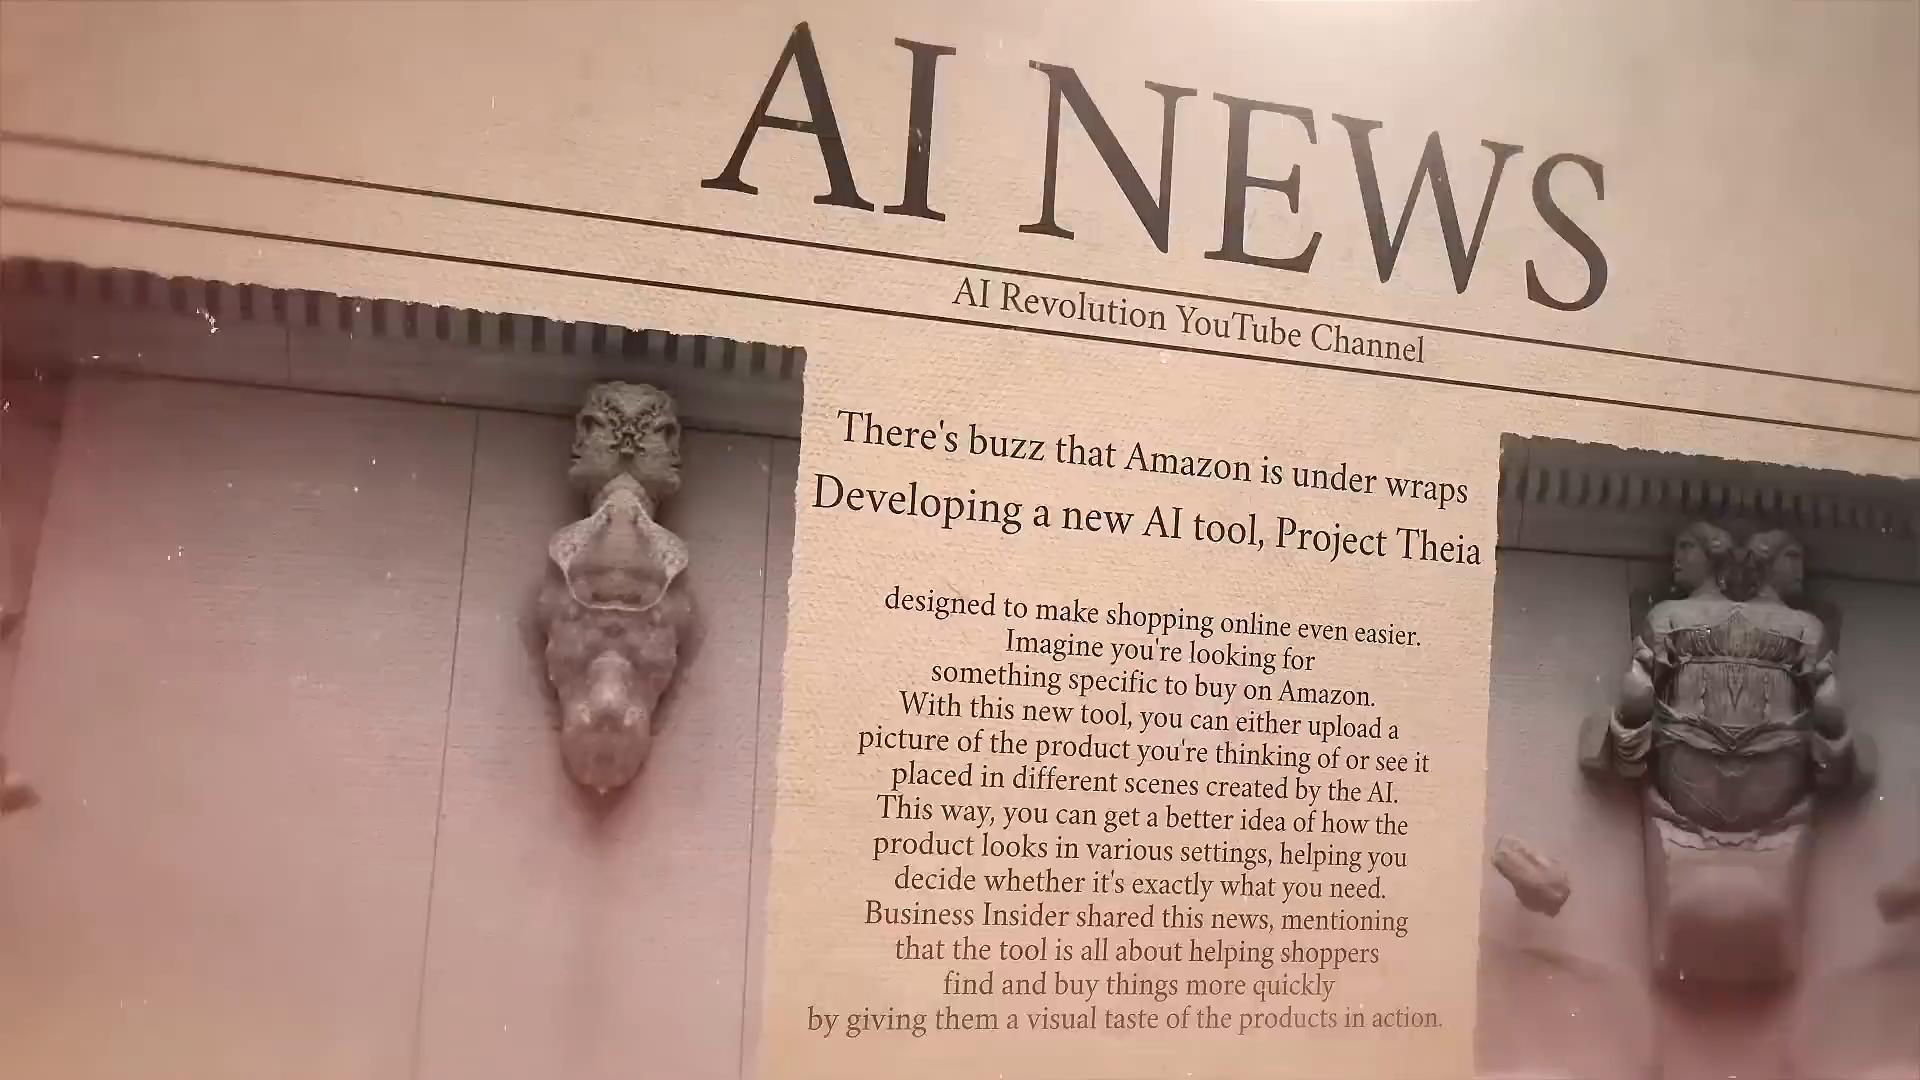 AI NEWS
AI Revolution YouTube Channel
There's buzz that Amazon is under wraps
Developing a new AI tool, Project Theia
designed to make shopping online even easier.
Imagine you're looking for
something specific to buy on Amazon.
With this new tool, you can either upload a
picture of the product you're thinking of or see it
placed in different scenes created by the AI.
This way, you can get a better idea of how the
product looks in various settings, helping you
decide whether it's exactly what you need.
Business Insider shared this news, mentioning
that the tool is all about helping shoppers
find and buy things more quickly
by giving them a visual taste of the products in action.